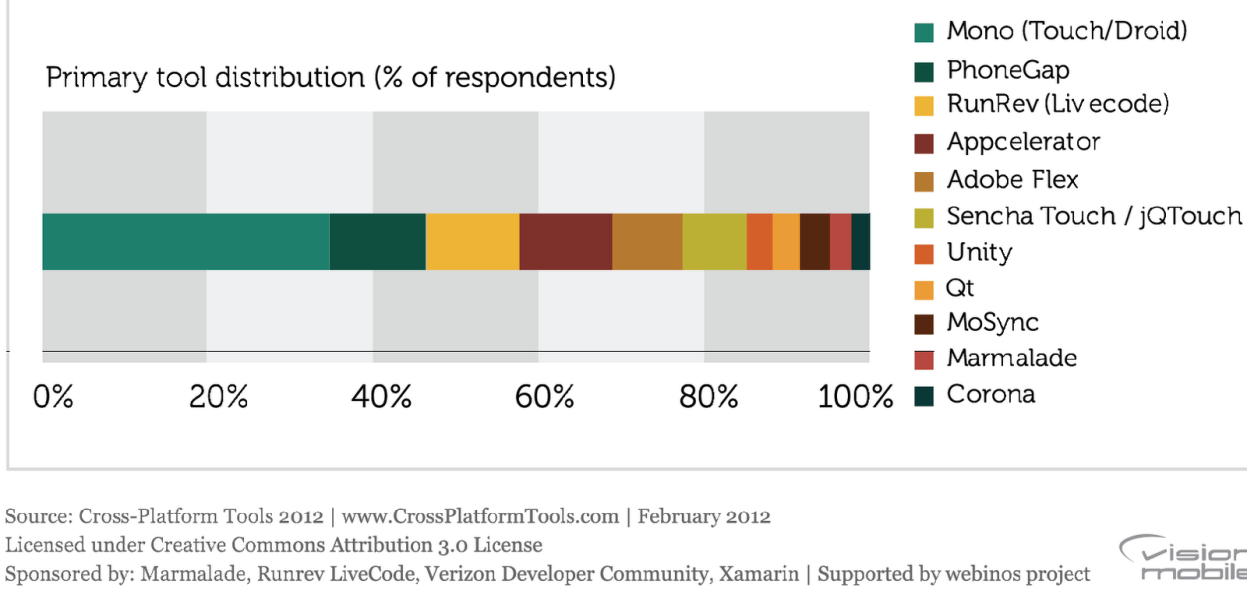 Primary tool distribution (% of respondents)
0% 20% 40% 60% 80% 100%
Mono (Touch/Droid)
PhoneGap
RunRev (Livecode)
Appcelerator
Adobe Flex
Sencha Touch / jQTouch
Unity
Qt
MoSync
Marmalade
Corona
Source: Cross-Platform Tools 2012 | www.CrossPlatformTools.com | February 2012
Licensed under Creative Commons Attribution 3.0 License
Sponsored by: Marmalade, Runrev LiveCode, Verizon Developer Community, Xamarin | Supported by webinos project
vision
mobile